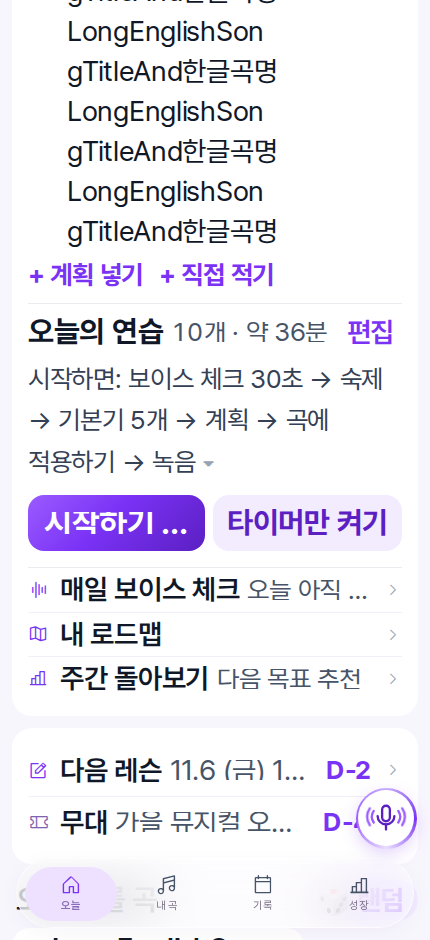 LongEnglishSon
gTitleAnd한글곡명
LongEnglishSon
gTitleAnd한글곡명
LongEnglishSon
gTitleAnd한글곡명
+ 계획 넣기 + 직접 적기
오늘의 연습 10개 · 약 36분 편집
시작하면: 보이스 체크 30초 → 숙제
→ 기본기 5개 → 계획 → 곡에
적용하기 → 녹음
시작하기 ... 타이머만 켜기
매일 보이스 체크 오늘 아직 ...
내 로드맵
주간 돌아보기 다음 목표 추천
다음 레슨 11.6 (금) 1... D-2
무대 가을 뮤지컬 오...
오늘 내 곡 기록 성장